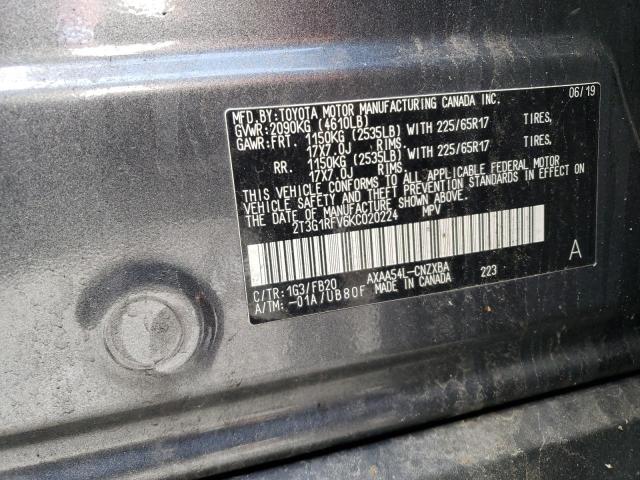 MFD.BY:TOYOTA MOTOR MANUFACTURING CANADA INC. 06/19
GVWR:2090KG (4610LB)
GAWR:FRT. 1150KG (2535LB) WITH 225/65R17 TIRES,
17X7.0J RIMS.
RR. 1150KG (2535LB) WITH 225/65R17 TIRES,
17X7.0J RIMS.
THIS VEHICLE CONFORMS TO ALL APPLICABLE FEDERAL MOTOR
VEHICLE SAFETY AND THEFT PREVENTION STANDARDS IN EFFECT
ON THE DATE OF MANUFACTURE SHOWN ABOVE.
2T3G1RFV6KC020224 MPV
A
C/TR:1G3/FB20 AXAA54L-CNZXBA 223
A/TM:-01A/UB80F MADE IN CANADA